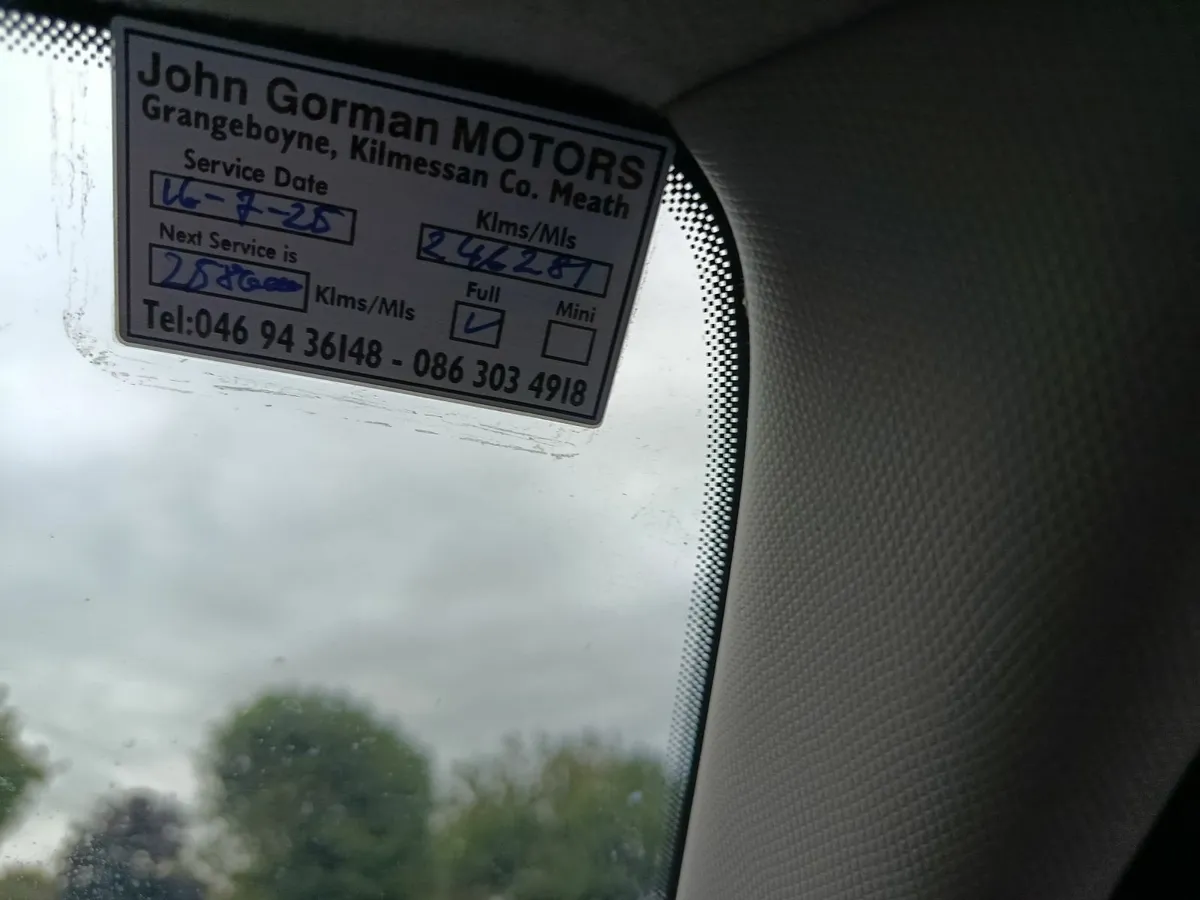 John Gorman MOTORS
Grangeboyne, Kilmessan Co. Meath
Service Date
16-7-25
Klms/Mls
246281
Next Service is
Klms/Mls
Full
Mini
Tel:046 94 36148 - 086 303 4918